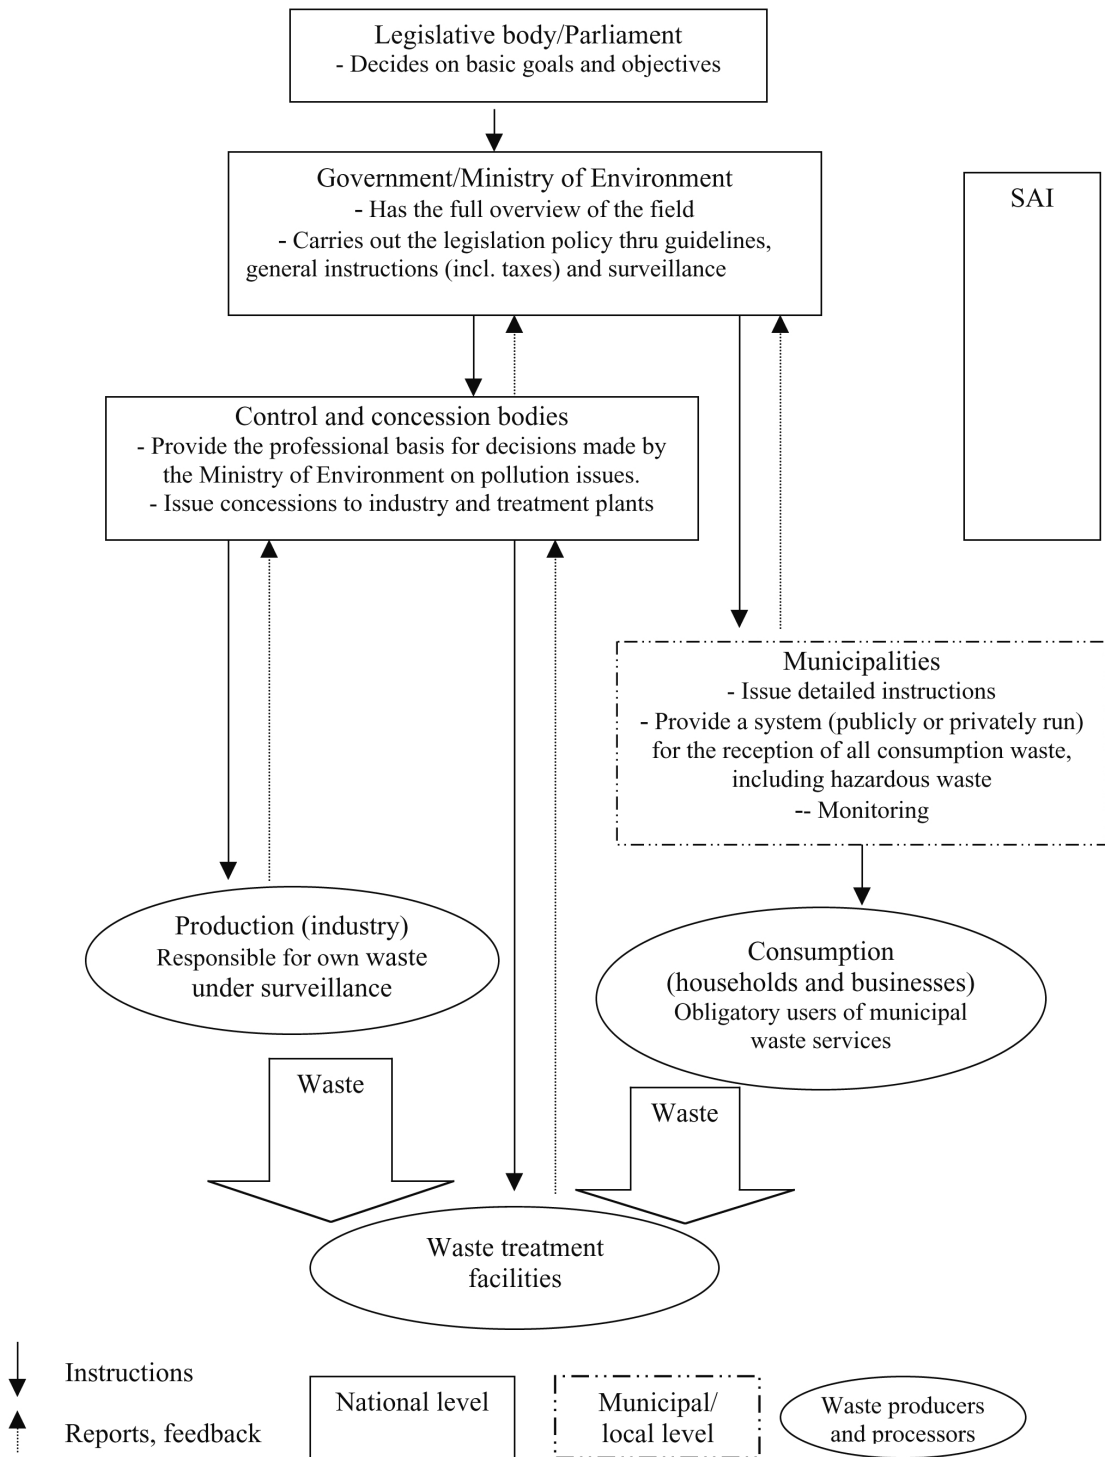 Legislative body/Parliament
- Decides on basic goals and objectives
Government/Ministry of Environment
- Has the full overview of the field
- Carries out the legislation policy thru guidelines,
general instructions (incl. taxes) and surveillance
SAI
Control and concession bodies
- Provide the professional basis for decisions made by
the Ministry of Environment on pollution issues.
- Issue concessions to industry and treatment plants
Municipalities
- Issue detailed instructions
- Provide a system (publicly or privately run)
for the reception of all consumption waste,
including hazardous waste
-- Monitoring
Production (industry)
Responsible for own waste
under surveillance
Consumption
(households and businesses)
Obligatory users of municipal
waste services
Waste
Waste
Waste treatment
facilities
Instructions
Reports, feedback
National level
Municipal/
local level
Waste producers
and processors